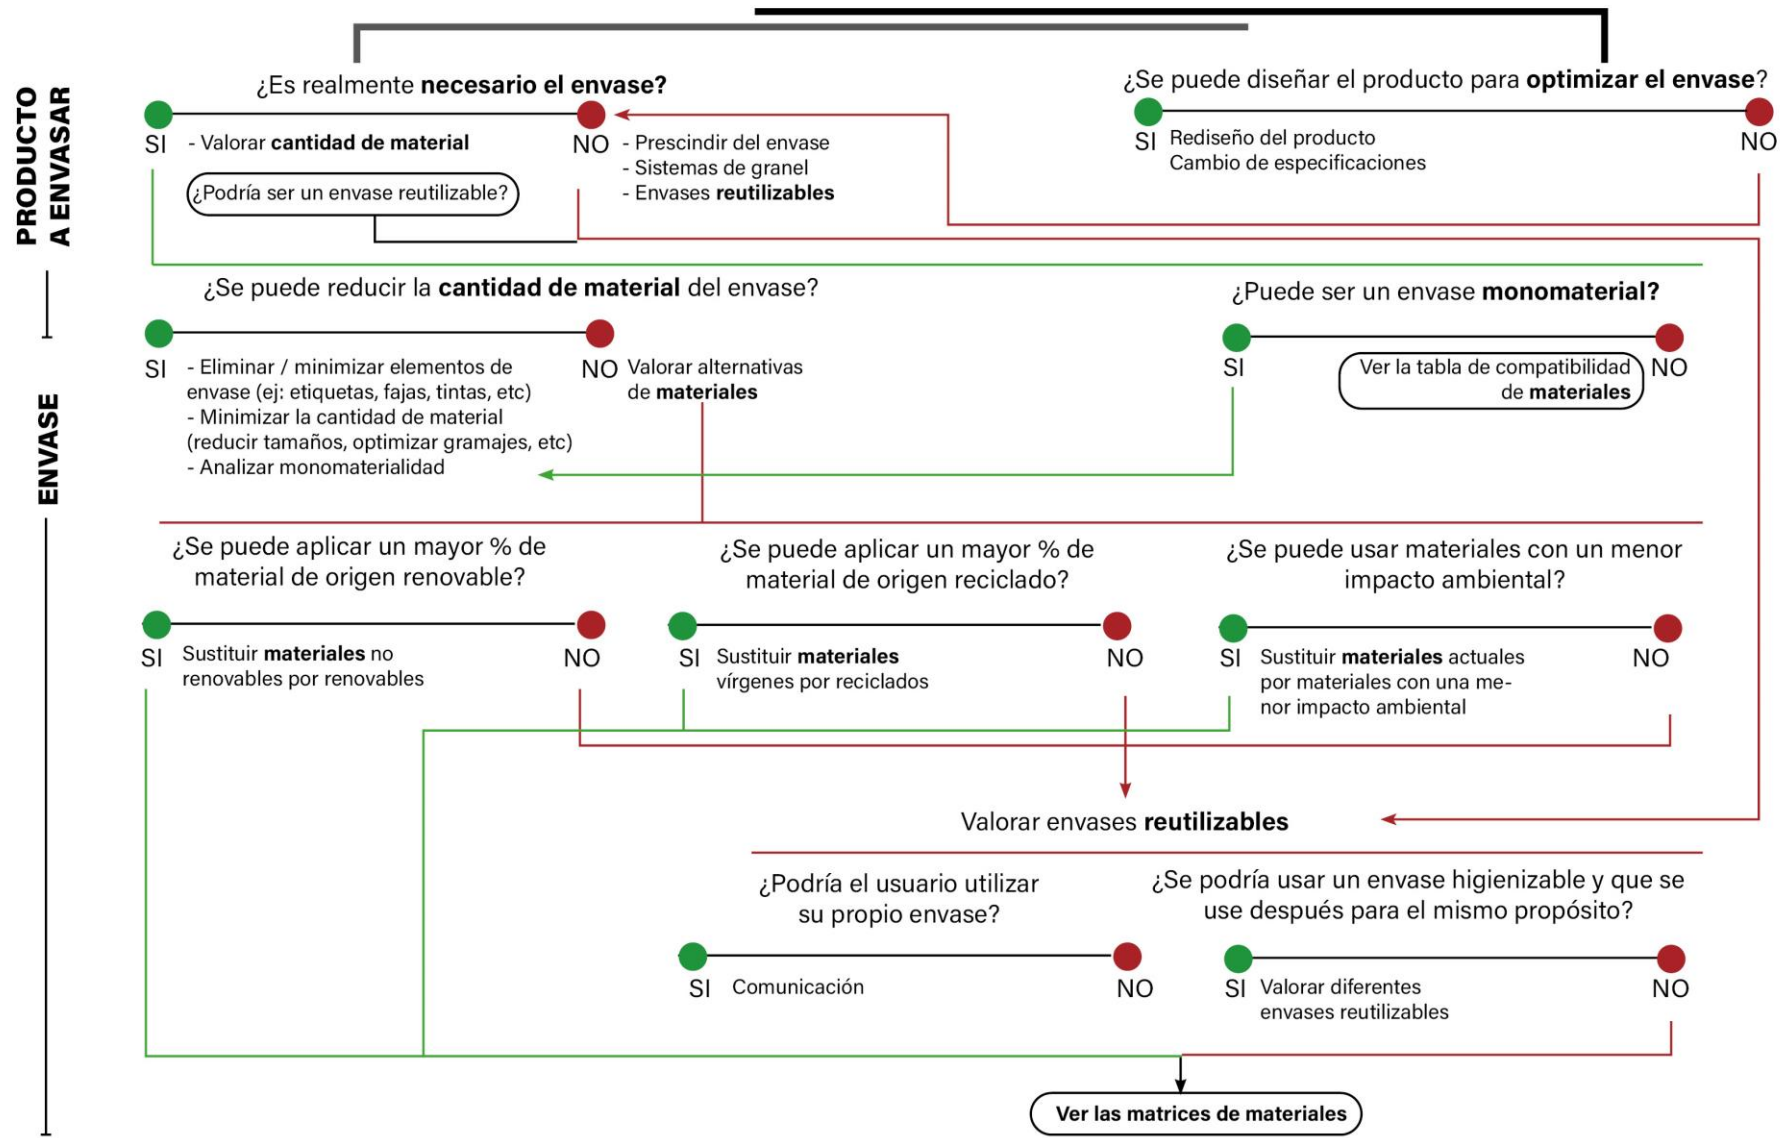 PRODUCTO
A ENVASAR
¿Es realmente necesario el envase?
SI
- Valorar cantidad de material
¿Podría ser un envase reutilizable?
NO
- Prescindir del envase
- Sistemas de granel
- Envases reutilizables
¿Se puede diseñar el producto para optimizar el envase?
SI
Rediseño del producto
Cambio de especificaciones
NO
ENVASE
¿Se puede reducir la cantidad de material del envase?
SI
- Eliminar / minimizar elementos de
envase (ej: etiquetas, fajas, tintas, etc)
- Minimizar la cantidad de material
(reducir tamaños, optimizar gramajes, etc)
- Analizar monomaterialidad
NO
Valorar alternativas
de materiales
¿Puede ser un envase monomaterial?
SI
Ver la tabla de compatibilidad
de materiales
NO
¿Se puede aplicar un mayor % de
material de origen renovable?
SI
Sustituir materiales no
renovables por renovables
NO
¿Se puede aplicar un mayor % de
material de origen reciclado?
SI
Sustituir materiales
vírgenes por reciclados
NO
¿Se puede usar materiales con un menor
impacto ambiental?
SI
Sustituir materiales actuales
por materiales con una me-
nor impacto ambiental
NO
Valorar envases reutilizables
¿Podría el usuario utilizar
su propio envase?
SI
Comunicación
NO
¿Se podría usar un envase higienizable y que se
use después para el mismo propósito?
SI
Valorar diferentes
envases reutilizables
NO
Ver las matrices de materiales